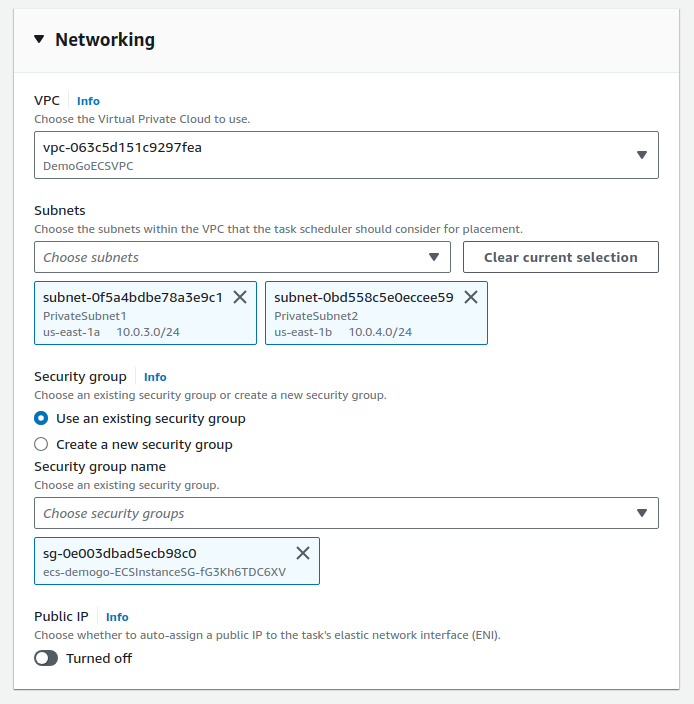 Networking
VPC Info
Choose the Virtual Private Cloud to use.
vpc-063c5d151c9297fea
DemoGoECSVPC
Subnets
Choose the subnets within the VPC that the task scheduler should consider for placement.
Choose subnets
Clear current selection
subnet-0f5a4bdbe78a3e9c1
PrivateSubnet1
us-east-1a 10.0.3.0/24
subnet-0bd558c5e0eccee59
PrivateSubnet2
us-east-1b 10.0.4.0/24
Security group Info
Choose an existing security group or create a new security group.
Use an existing security group
Create a new security group
Security group name
Choose an existing security group.
Choose security groups
sg-0e003dbad5ecb98c0
ecs-demogo-ECSInstanceSG-fG3Kh6TDC6XV
Public IP Info
Choose whether to auto-assign a public IP to the task's elastic network interface (ENI).
Turned off